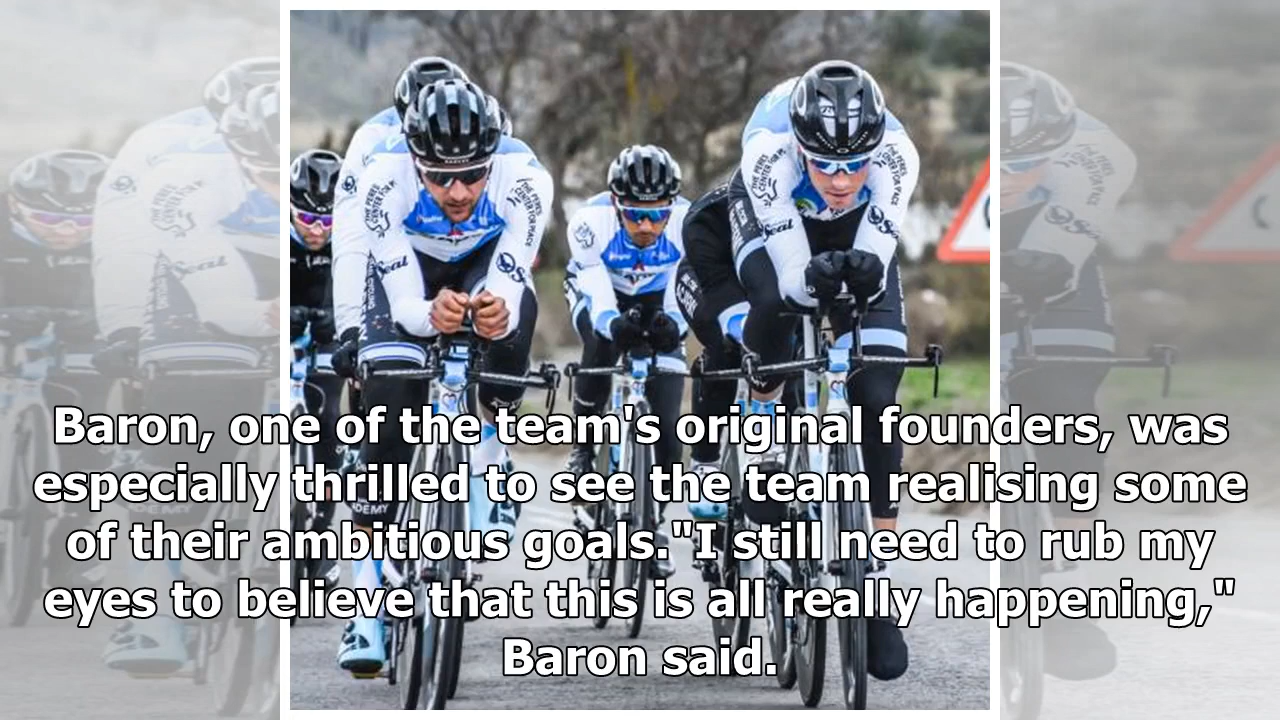 Baron, one of the team's original founders, was
especially thrilled to see the team realising some
of their ambitious goals."I still need to rub my
eyes to believe that this is all really happening,"
Baron said.